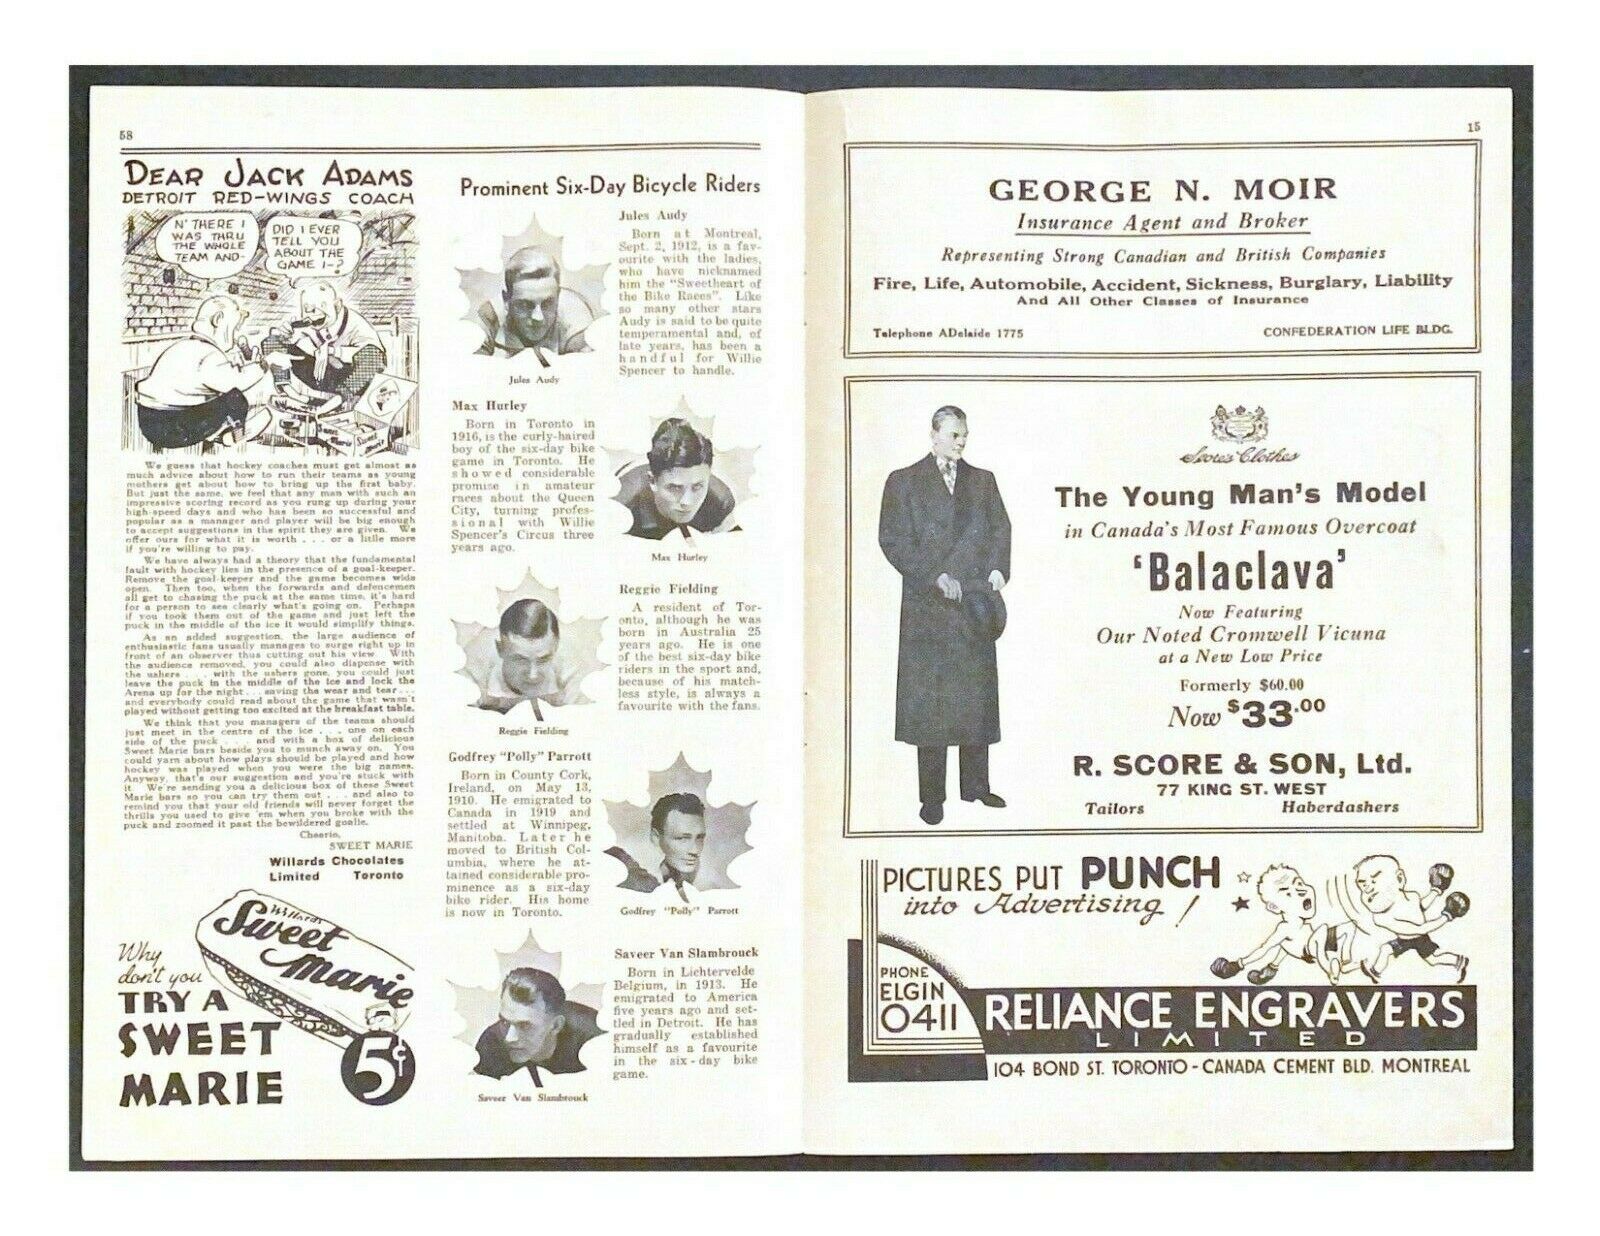 58
DEAR JACK ADAMS
DETROIT RED-WINGS COACH
N' THERE I
WAS THRU
THE WHOLE
TEAM AND-
DID I EVER
TELL YOU
ABOUT THE
GAME I-?
Sweet
Marie
Sweet
Marie
We guess that hockey coaches must get almost as
much advice about how to run their teams as young
mothers get about how to bring up the first baby.
But just the same, we feel that any man with such an
impressive scoring record as you rung up during your
high-speed days and who has been so successful and
popular as a manager and player will be big enough
to accept suggestions in the spirit they are given. We
offer ours for what it is worth . . . or a little more
if you're willing to pay.
We have always had a theory that the fundamental
fault with hockey lies in the presence of a goal-keeper.
Remove the goal-keeper and the game becomes wide
open. Then too, when the forwards and defencemen
all get to chasing the puck at the same time, it's hard
for a person to see clearly what's going on. Perhaps
if you took them out of the game and just left the
puck in the middle of the ice it would simplify things.
As an added suggestion, the large audience of
enthusiastic fans usually manages to surge right up in
front of an observer thus cutting out his view. With
the audience removed, you could also dispense with
the ushers . . . with the ushers gone, you could just
leave the puck in the middle of the ice and lock the
Arena up for the night . . . saving the wear and tear . . .
and everybody could read about the game that wasn't
played without getting too excited at the breakfast table.
We think that you managers of the teams should
just meet in the centre of the ice . . . one on each
side of the puck . . . and with a box of delicious
Sweet Marie bars beside you to munch away on. You
could yarn about how plays should be played and how
hockey was played when you were the big names.
Anyway, that's our suggestion and you're stuck with
it. We're sending you a delicious box of these Sweet
Marie bars so you can try them out . . . and also to
remind you that your old friends will never forget the
thrills you used to give 'em when you broke with the
puck and zoomed it past the bewildered goalie.
Cheerio,
SWEET MARIE
Willards Chocolates
Limited Toronto
Willards
Sweet
Marie
Why
don't you
TRY A
SWEET
MARIE
5¢
Prominent Six-Day Bicycle Riders
Jules Audy
Born at Montreal,
Sept. 2, 1912, is a fav-
ourite with the ladies,
who have nicknamed
him the "Sweetheart of
the Bike Races". Like
so many other stars
Audy is said to be quite
temperamental and, of
late years, has been a
handful for Willie
Spencer to handle.
Jules Audy
Max Hurley
Born in Toronto in
1916, is the curly-haired
boy of the six-day bike
game in Toronto. He
showed considerable
promise in amateur
races about the Queen
City, turning profes-
sional with Willie
Spencer's Circus three
years ago.
Max Hurley
Reggie Fielding
A resident of Tor-
onto, although he was
born in Australia 25
years ago. He is one
of the best six-day bike
riders in the sport and,
because of his match-
less style, is always a
favourite with the fans.
Reggie Fielding
Godfrey "Polly" Parrott
Born in County Cork,
Ireland, on May 13,
1910. He emigrated to
Canada in 1919 and
settled at Winnipeg,
Manitoba. Later he
moved to British Col-
umbia, where he at-
tained considerable pro-
minence as a six-day
bike rider. His home
is now in Toronto.
Godfrey "Polly" Parrott
Saveer Van Slambrouck
Born in Lichtervelde
Belgium, in 1913. He
emigrated to America
five years ago and set-
tled in Detroit. He has
gradually established
himself as a favourite
in the six-day bike
game.
Saveer Van Slambrouck
15
GEORGE N. MOIR
Insurance Agent and Broker
Representing Strong Canadian and British Companies
Fire, Life, Automobile, Accident, Sickness, Burglary, Liability
And All Other Classes of Insurance
Telephone ADelaide 1775 CONFEDERATION LIFE BLDG.
Scores Clothes
The Young Man's Model
in Canada's Most Famous Overcoat
'Balaclava'
Now Featuring
Our Noted Cromwell Vicuna
at a New Low Price
Formerly $60.00
Now $33.00
R. SCORE & SON, Ltd.
77 KING ST. WEST
Tailors Haberdashers
PICTURES PUT PUNCH
into Advertising!
PHONE
ELGIN
0411
RELIANCE ENGRAVERS
LIMITED
104 BOND ST. TORONTO - CANADA CEMENT BLD. MONTREAL